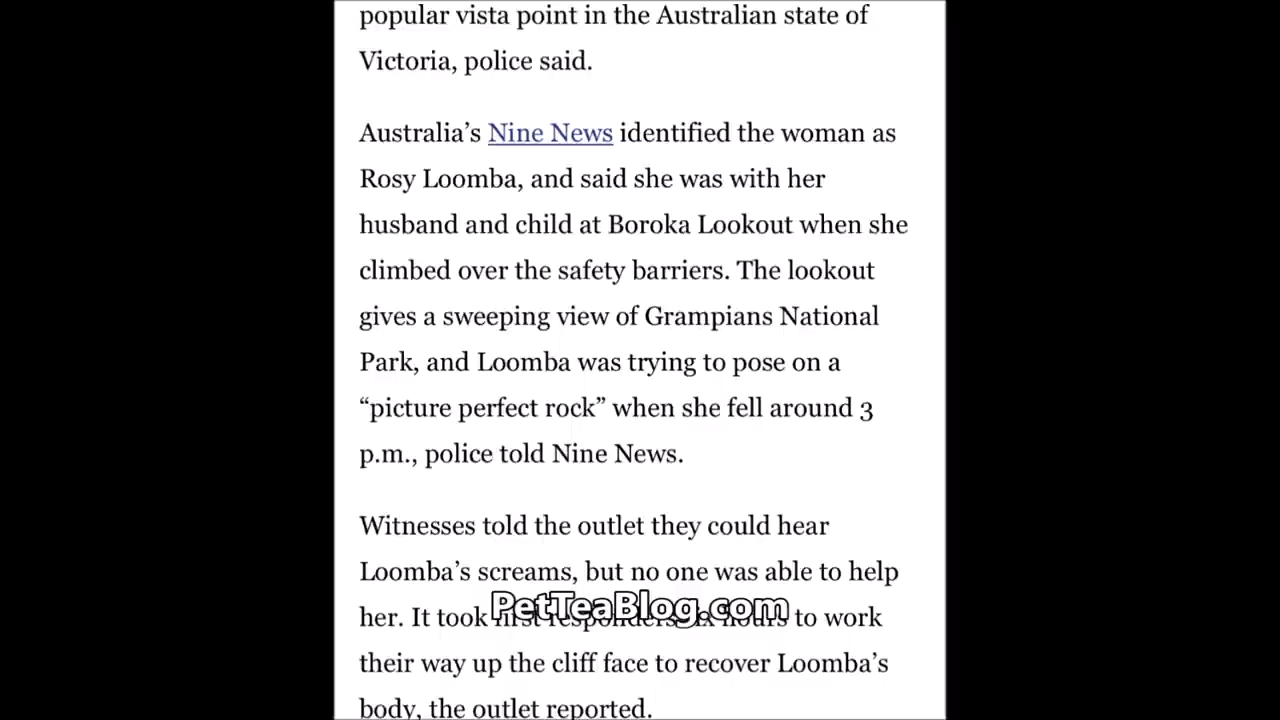 popular vista point in the Australian state of
Victoria, police said.
Australia’s Nine News identified the woman as
Rosy Loomba, and said she was with her
husband and child at Boroka Lookout when she
climbed over the safety barriers. The lookout
gives a sweeping view of Grampians National
Park, and Loomba was trying to pose on a
“picture perfect rock” when she fell around 3
p.m., police told Nine News.
Witnesses told the outlet they could hear
Loomba’s screams, but no one was able to help
PetTeaBlog.com
her. It took first responders six hours to work
their way up the cliff face to recover Loomba’s
body, the outlet reported.